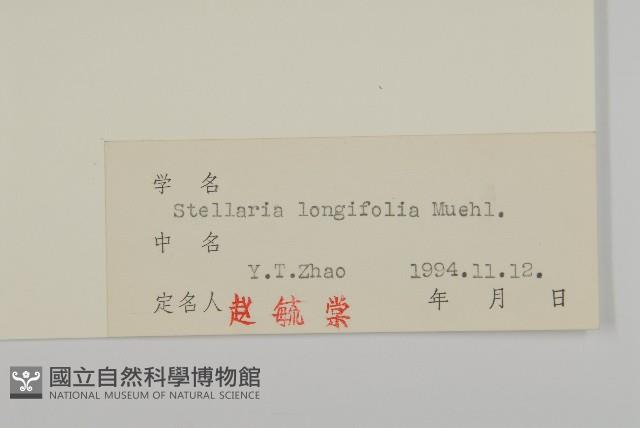 学 名
Stellaria longifolia Muehl.
中 名
Y.T.Zhao 1994.11.12.
定名人 赵毓棠 年 月 日
國立自然科學博物館
NATIONAL MUSEUM OF NATURAL SCIENCE